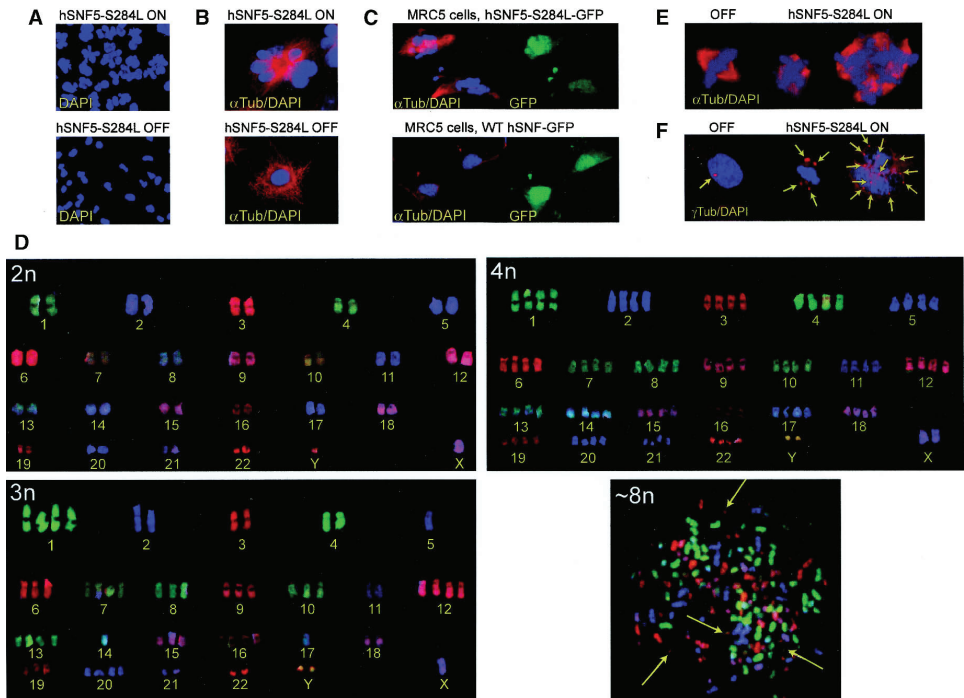 A
hSNF5-S284L ON
DAPI
hSNF5-S284L OFF
DAPI
B
hSNF5-S284L ON
αTub/DAPI
hSNF5-S284L OFF
αTub/DAPI
C
MRC5 cells, hSNF5-S284L-GFP
αTub/DAPI GFP
MRC5 cells, WT hSNF-GFP
αTub/DAPI GFP
E
OFF hSNF5-S284L ON
αTub/DAPI
F
OFF hSNF5-S284L ON
γTub/DAPI
D
2n
1 2 3 4 5
6 7 8 9 10 11 12
13 14 15 16 17 18
19 20 21 22 Y X
4n
1 2 3 4 5
6 7 8 9 10 11 12
13 14 15 16 17 18
19 20 21 22 Y X
3n
1 2 3 4 5
6 7 8 9 10 11 12
13 14 15 16 17 18
19 20 21 22 Y X
~8n